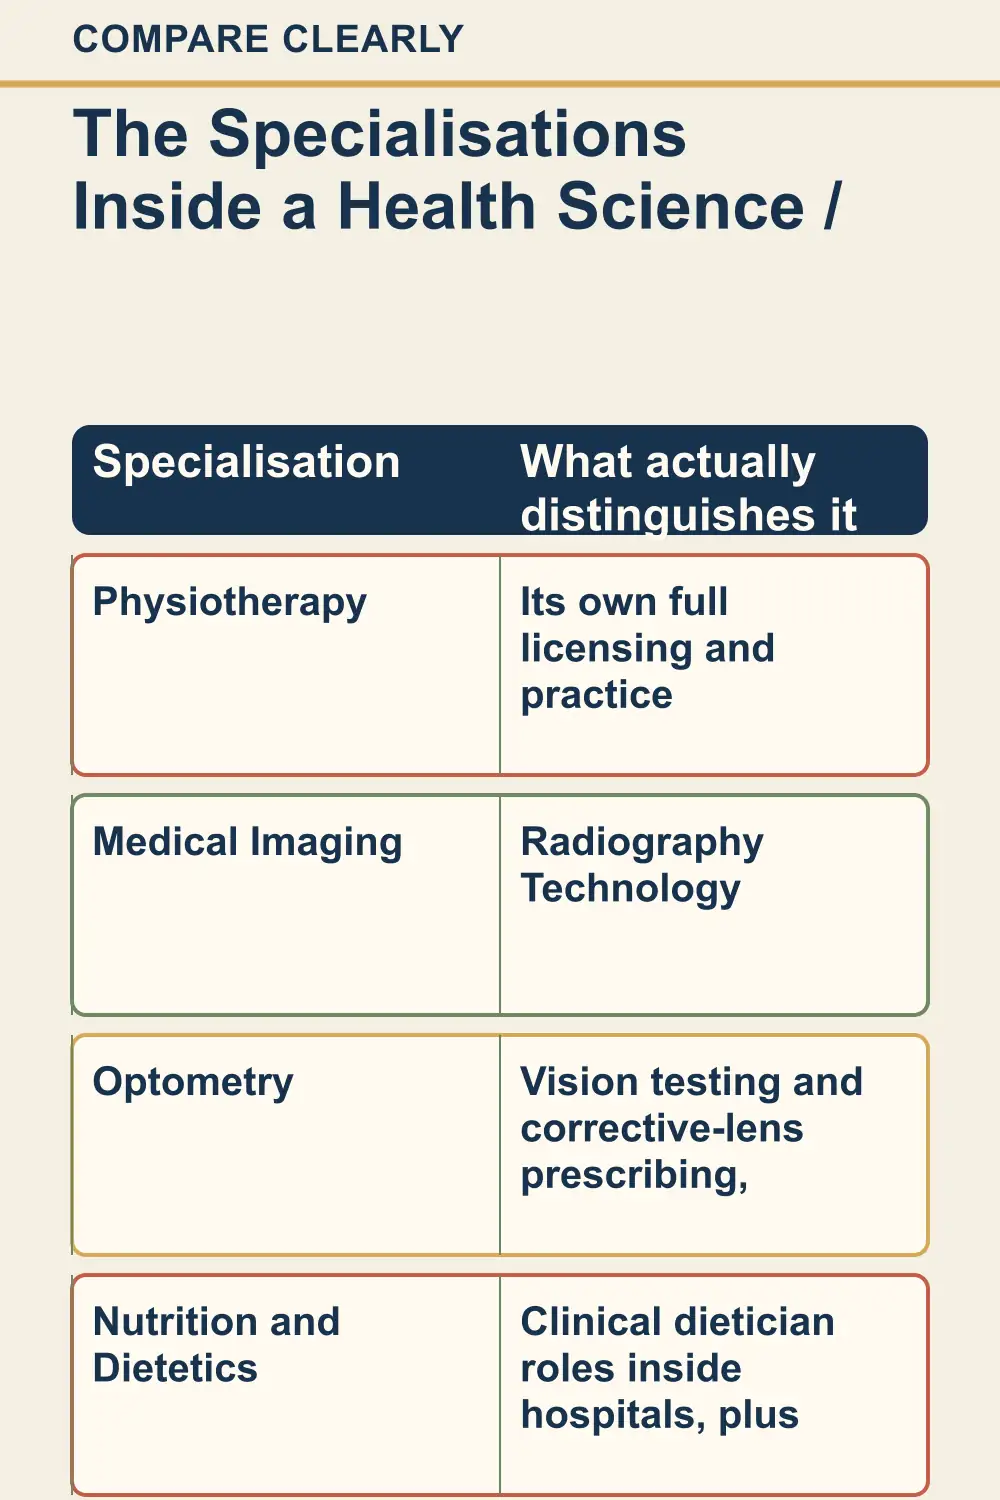 COMPARE CLEARLY
The Specialisations
Inside a Health Science /
Specialisation
What actually
distinguishes it
Physiotherapy
Its own full
licensing and
practice
Medical Imaging
Radiography
Technology
Optometry
Vision testing and
corrective-lens
prescribing,
Nutrition and
Dietetics
Clinical dietician
roles inside
hospitals, plus